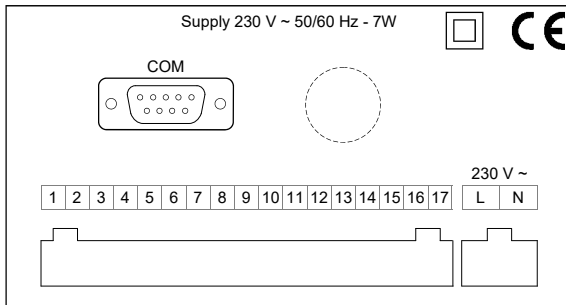 Supply 230 V ~ 50/60 Hz - 7W
CE
COM
230 V ~
1 2 3 4 5 6 7 8 9 10 11 12 13 14 15 16 17 L N